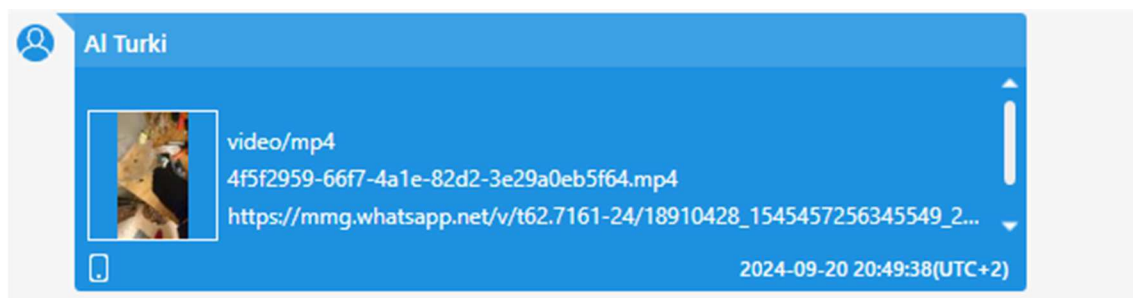 Al Turki
video/mp4
4f5f2959-66f7-4a1e-82d2-3e29a0eb5f64.mp4
https://mmg.whatsapp.net/v/t62.7161-24/18910428_1545457256345549_2...
2024-09-20 20:49:38(UTC+2)